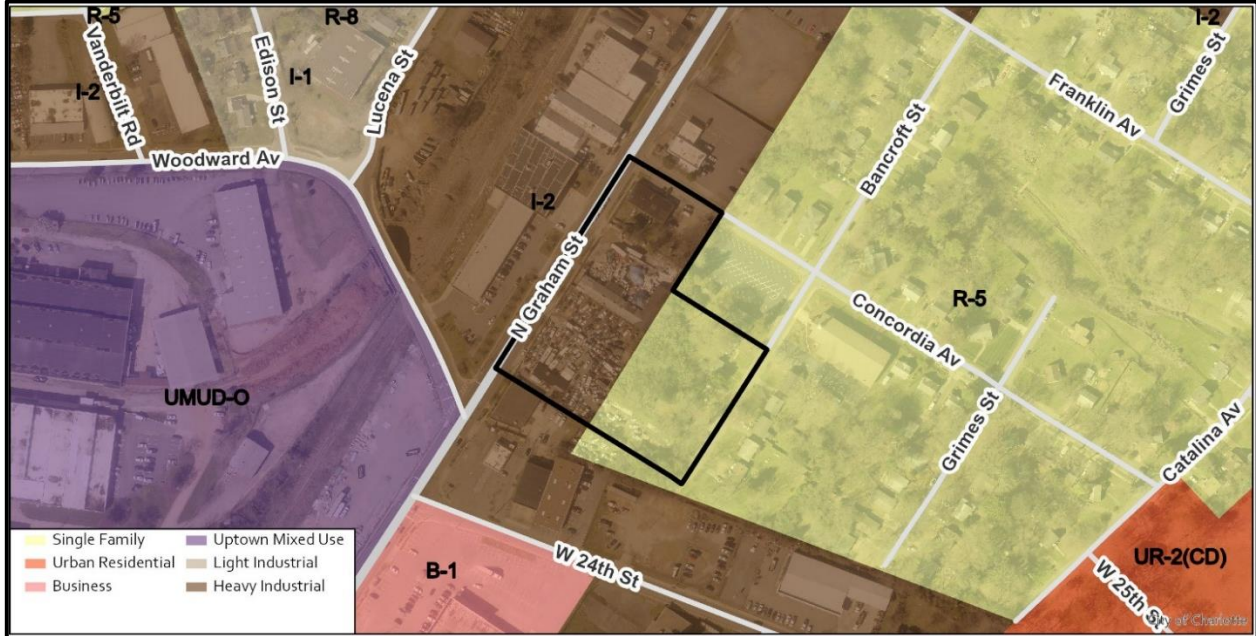 R-5
R-8
I-2
Vanderbilt Rd
Edison St
I-1
Lucena St
I-2
Grimes St
Franklin Av
Woodward Av
Bancroft St
I-2
N Graham St
R-5
Concordia Av
UMUD-O
Grimes St
Catalina Av
Single Family
Urban Residential
Business
Uptown Mixed Use
Light Industrial
Heavy Industrial
B-1
W 24th St
UR-2(CD)
W 25th St
City of Charlotte